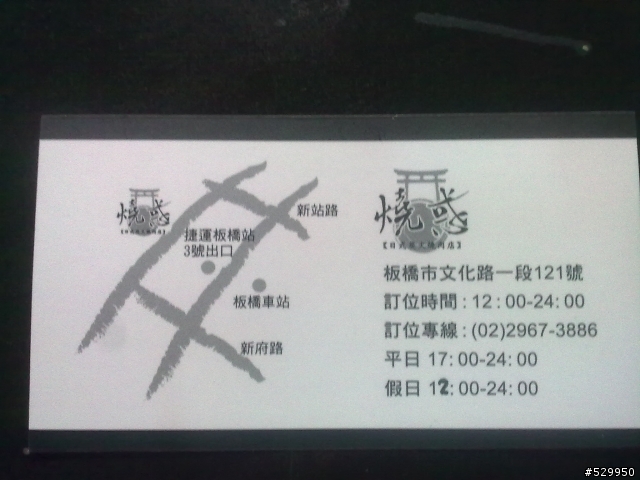 燒惑
新站路
捷運板橋站
3號出口
板橋車站
新府路
燒惑
板橋市文化路一段121號
訂位時間:12:00-24:00
訂位專線:(02)2967-3886
平日 17:00-24:00
假日 12:00-24:00
#529950